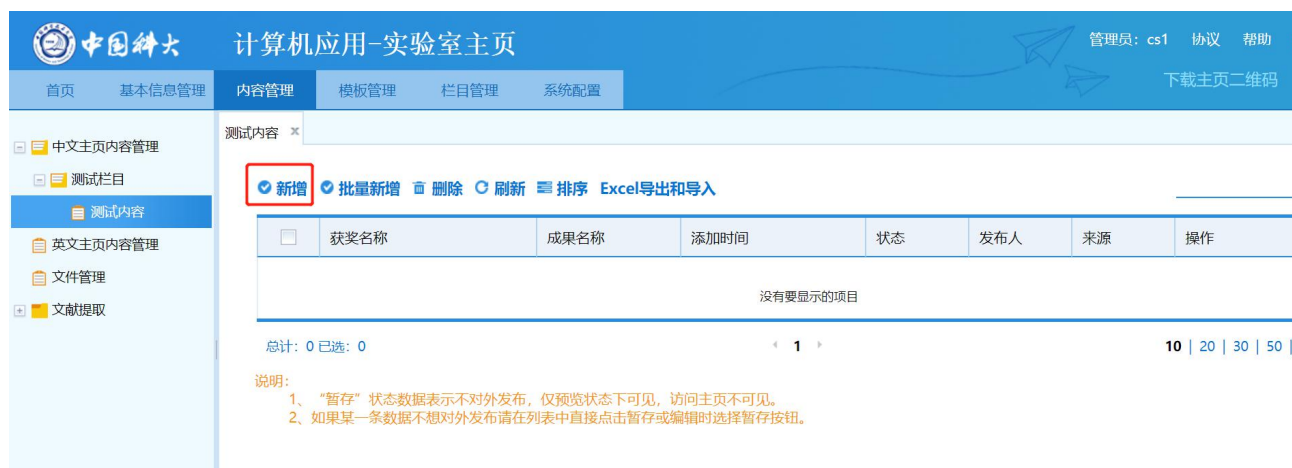 中国科大 计算机应用-实验室主页 管理员：cs1 协议 帮助
下载主页二维码
首页 基本信息管理 内容管理 模板管理 栏目管理 系统配置
测试内容
中文主页内容管理
测试栏目
测试内容
英文主页内容管理
文件管理
文献提取
新增 批量新增 删除 刷新 排序 Excel导出和导入
获奖名称 成果名称 添加时间 状态 发布人 来源 操作
没有要显示的项目
总计：0 已选：0 1 10 | 20 | 30 | 50 |
说明：
1、“暂存”状态数据表示不对外发布，仅预览状态下可见，访问主页不可见。
2、如果某一条数据不想对外发布请在列表中直接点击暂存或编辑时选择暂存按钮。